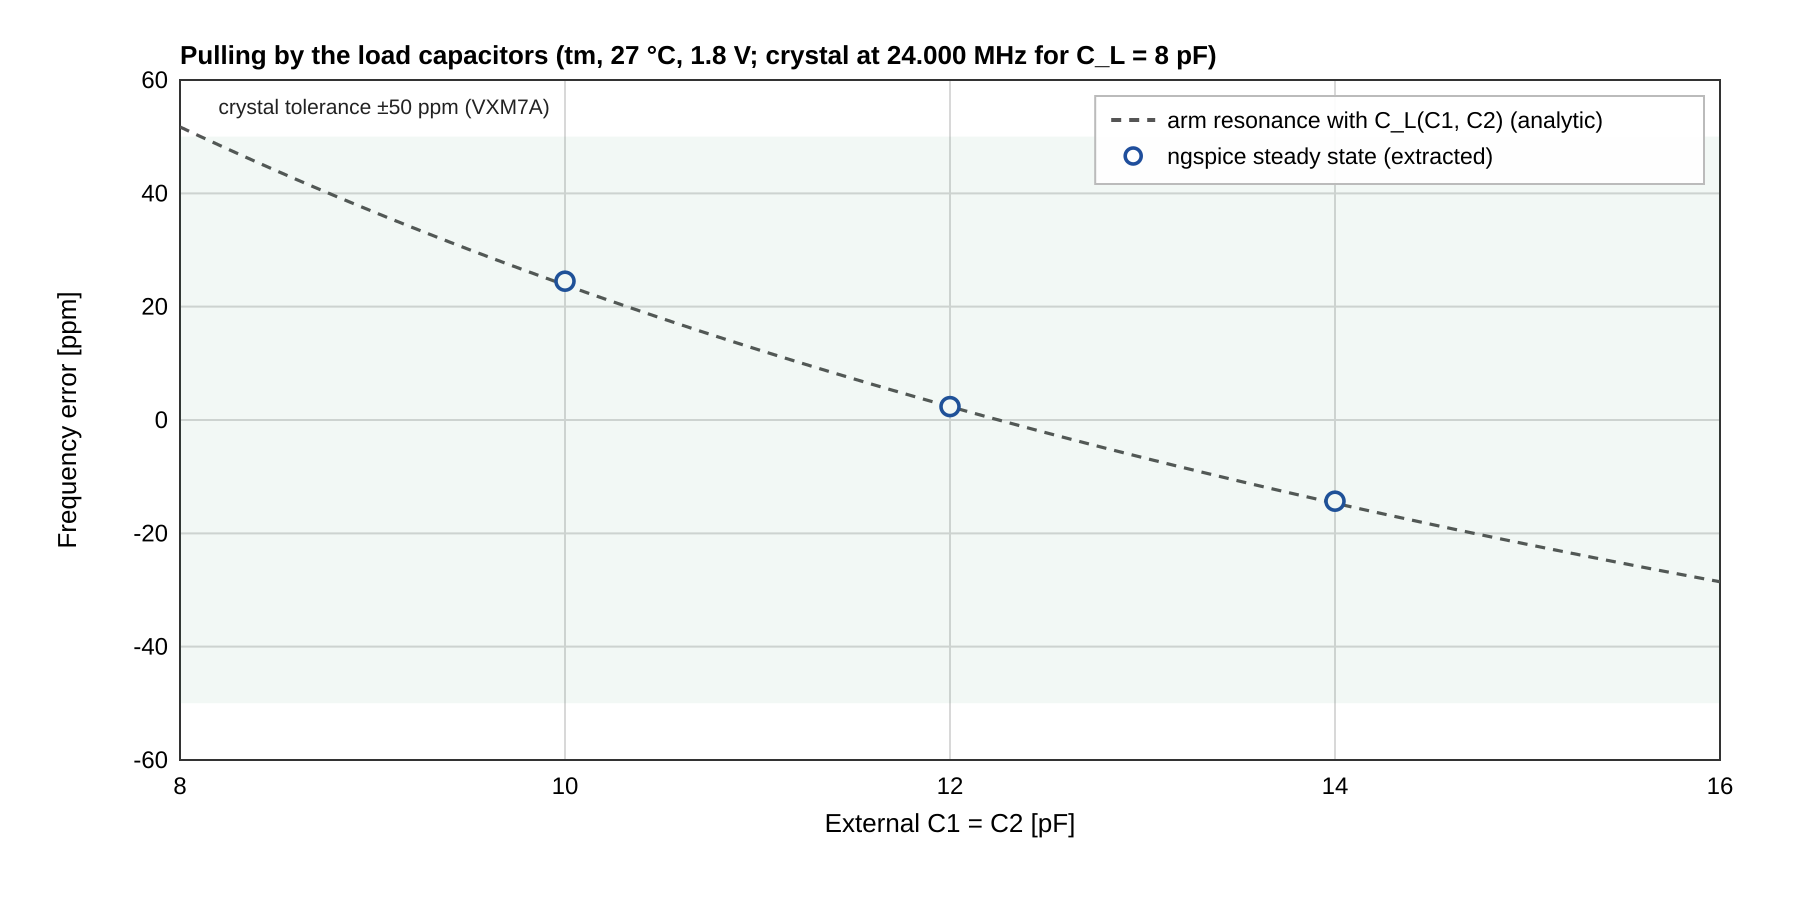 Pulling by the load capacitors (tm, 27 °C, 1.8 V; crystal at 24.000 MHz for C_L = 8 pF)
crystal tolerance ±50 ppm (VXM7A)
arm resonance with C_L(C1, C2) (analytic)
ngspice steady state (extracted)
Frequency error [ppm]
60
40
20
0
-20
-40
-60
8 10 12 14 16
External C1 = C2 [pF]